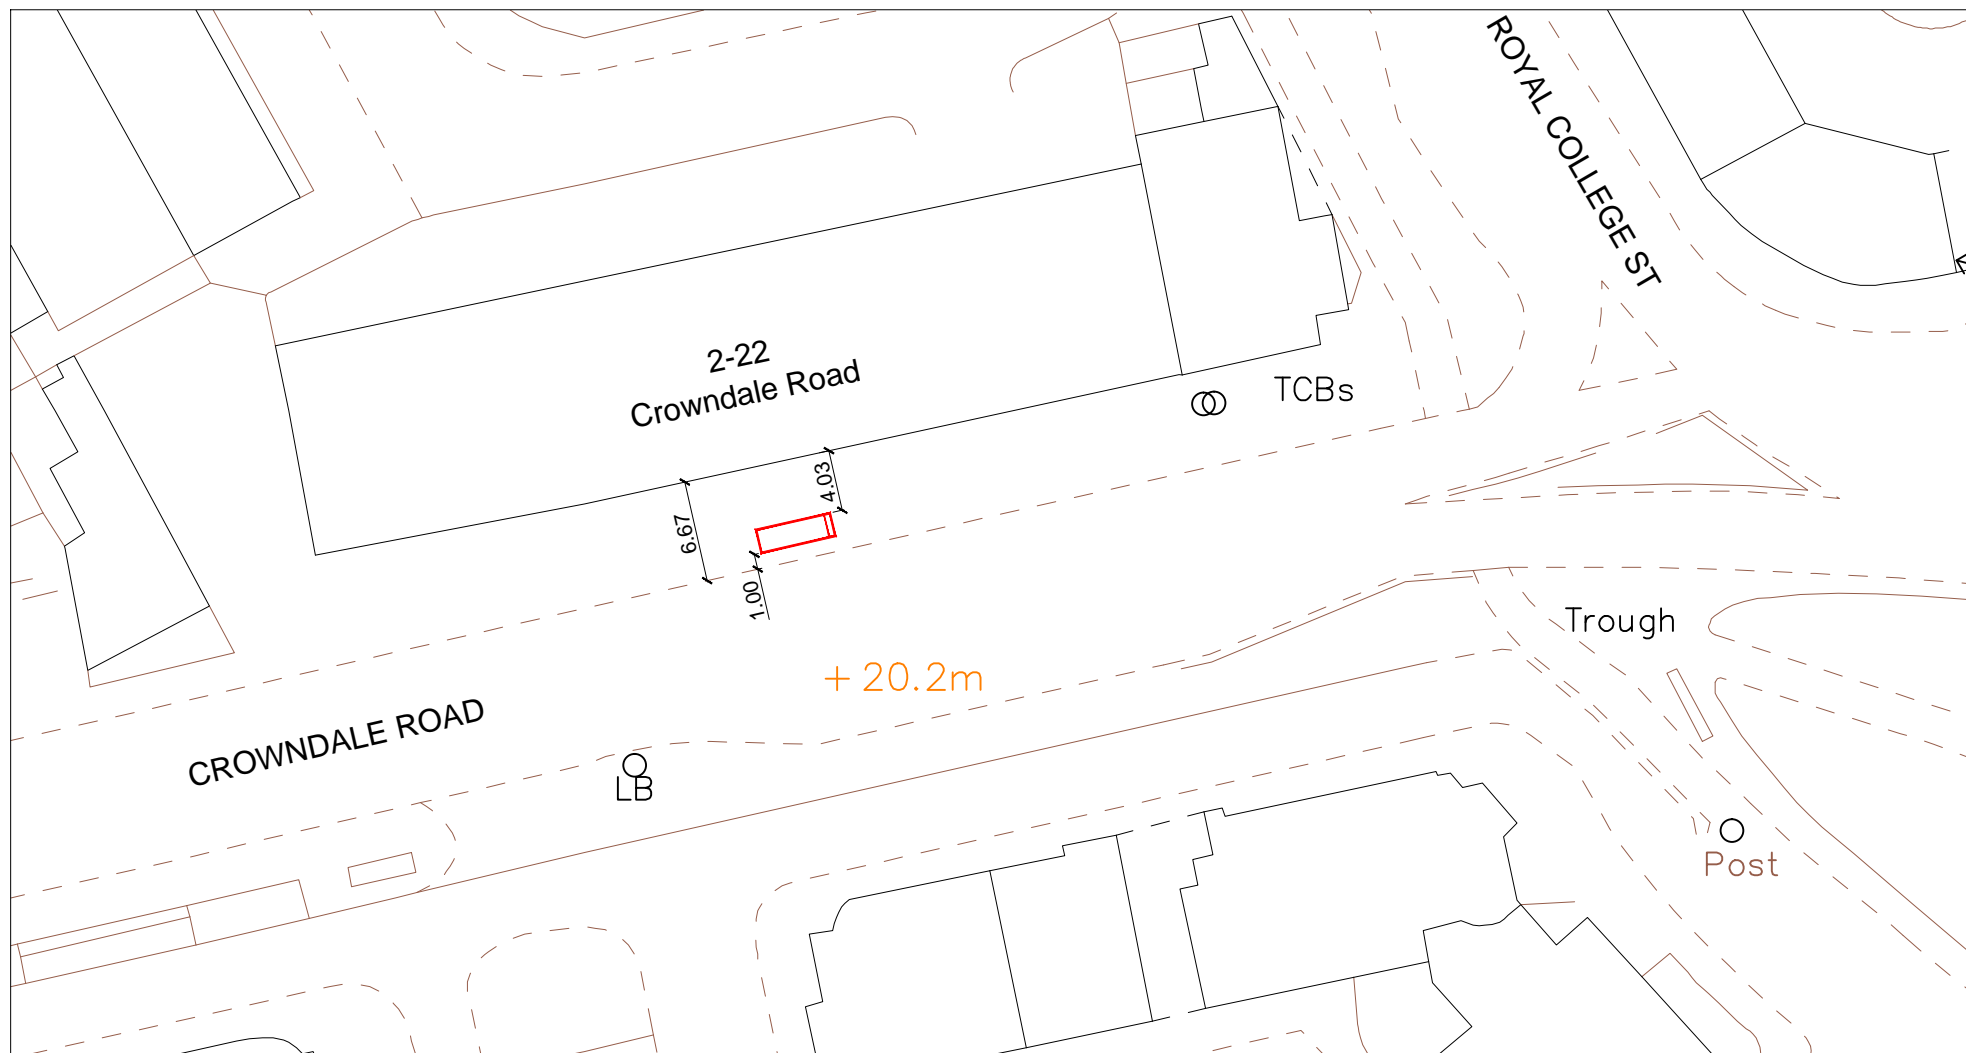 ROYAL COLLEGE ST
2-22
Crowndale Road
TCBs
4.03
6.67
1.00
Trough
+ 20.2m
CROWNDALE ROAD
LB
Post